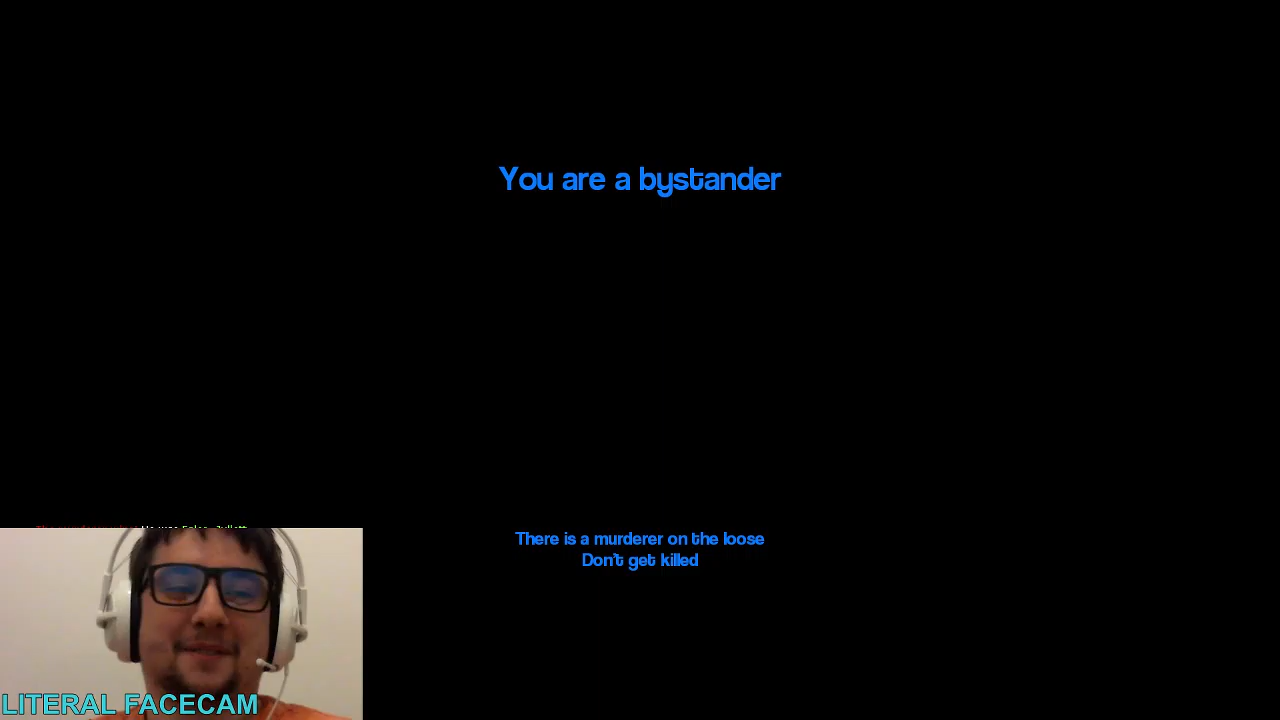 You are a bystander
There is a murderer on the loose
Don't get killed
LITERAL FACECAM